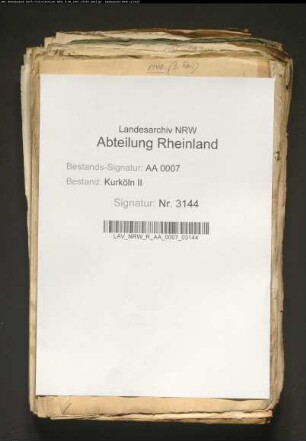 Landesarchiv NRW
Abteilung Rheinland
Bestands-Signatur: AA 0007
Bestand: Kurköln II
Signatur: Nr. 3144
LAV_NRW_R_AA_0007_03144